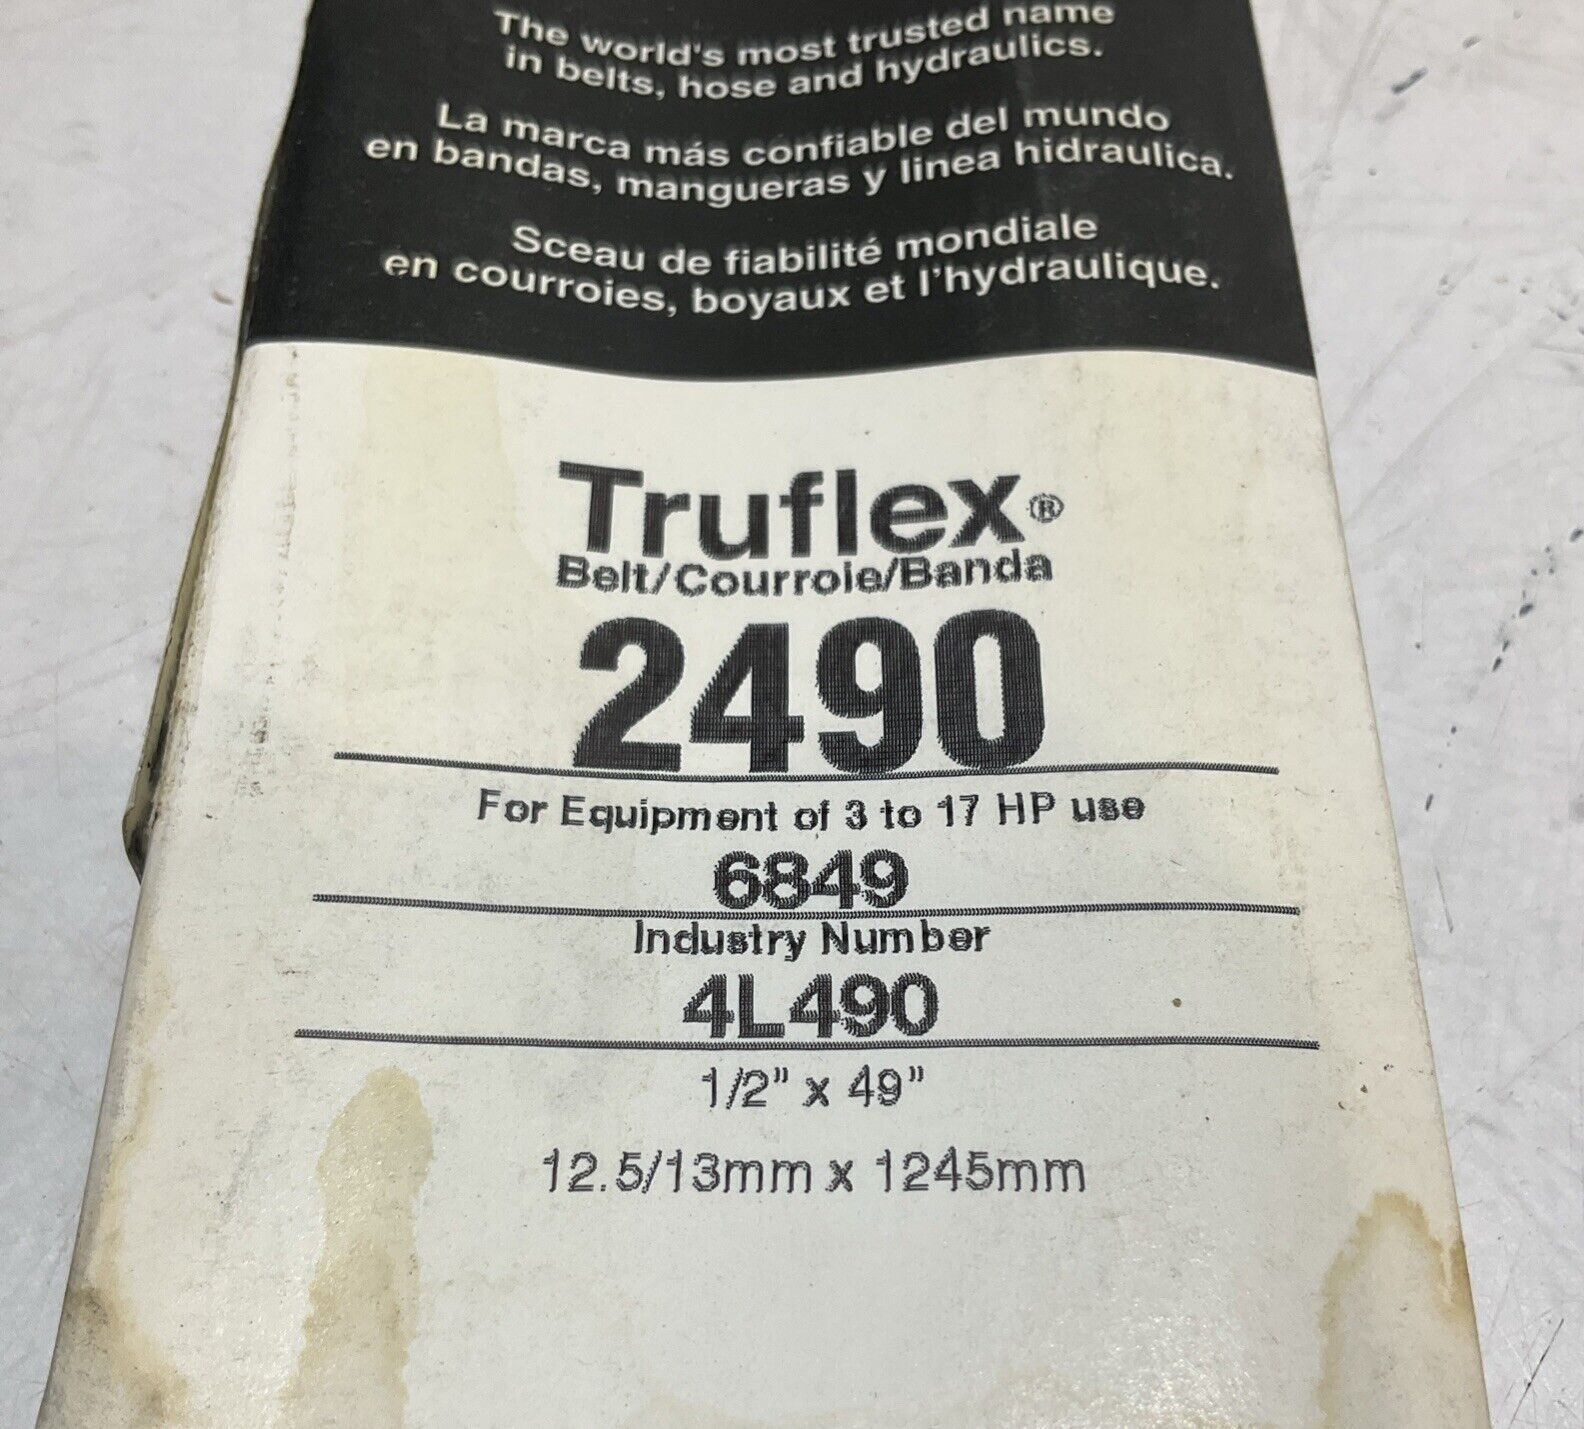 The world's most trusted name
in belts, hose and hydraulics.
La marca más confiable del mundo
en bandas, mangueras y linea hidraulica.
Sceau de fiabilité mondiale
en courroies, boyaux et l'hydraulique.
Truflex®
Belt/Courroie/Banda
2490
For Equipment of 3 to 17 HP use
6849
Industry Number
4L490
1/2" x 49"
12.5/13mm x 1245mm